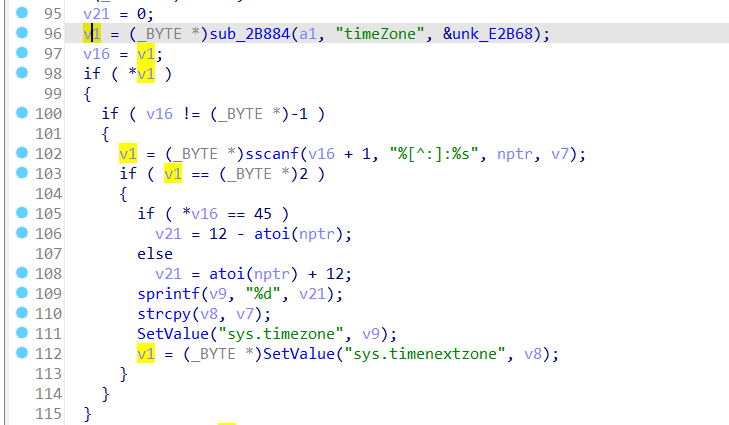 95 v21 = 0;
96 v1 = (_BYTE *)sub_2B884(a1, "timeZone", &unk_E2B68);
97 v16 = v1;
98 if ( *v1 )
99 {
100 if ( v16 != (_BYTE *)-1 )
101 {
102 v1 = (_BYTE *)sscanf(v16 + 1, "%[^:]:%s", nptr, v7);
103 if ( v1 == (_BYTE *)2 )
104 {
105 if ( *v16 == 45 )
106 v21 = 12 - atoi(nptr);
107 else
108 v21 = atoi(nptr) + 12;
109 sprintf(v9, "%d", v21);
110 strcpy(v8, v7);
111 SetValue("sys.timezone", v9);
112 v1 = (_BYTE *)SetValue("sys.timenextzone", v8);
113 }
114 }
115 }